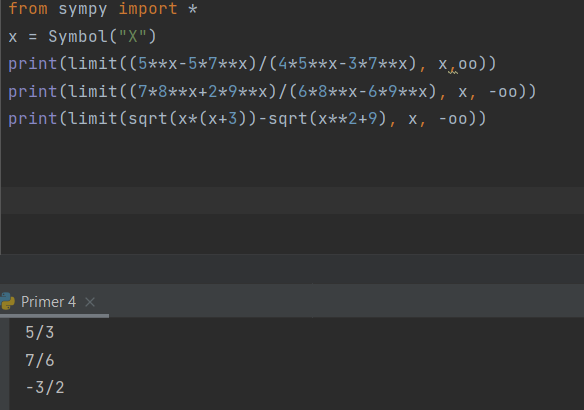 from sympy import *
x = Symbol("X")
print(limit((5**x-5*7**x)/(4*5**x-3*7**x), x,oo))
print(limit((7*8**x+2*9**x)/(6*8**x-6*9**x), x, -oo))
print(limit(sqrt(x*(x+3))-sqrt(x**2+9), x, -oo))
Primer 4 ×
5/3
7/6
-3/2